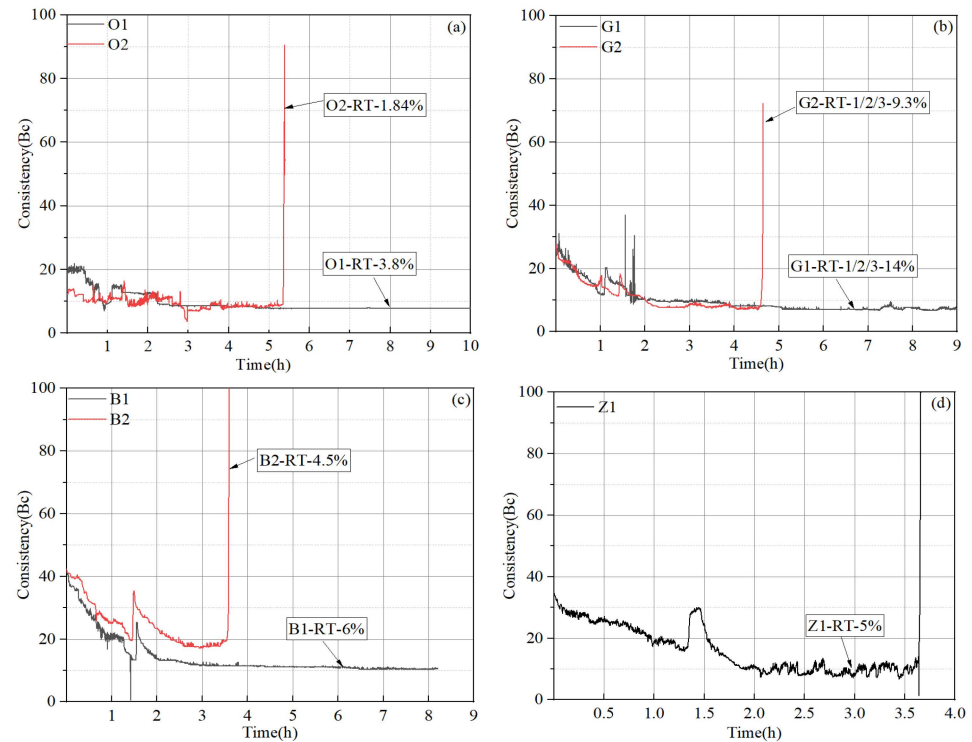 (a)
O1
O2
O2-RT-1.84%
O1-RT-3.8%
Consistency(Bc)
100
80
60
40
20
0
1 2 3 4 5 6 7 8 9 10
Time(h)
(b)
G1
G2
G2-RT-1/2/3-9.3%
G1-RT-1/2/3-14%
Consistency(Bc)
100
80
60
40
20
0
1 2 3 4 5 6 7 8 9
Time(h)
(c)
B1
B2
B2-RT-4.5%
B1-RT-6%
Consistency(Bc)
100
80
60
40
20
0
1 2 3 4 5 6 7 8 9
Time(h)
(d)
Z1
Z1-RT-5%
Consistency(Bc)
100
80
60
40
20
0
0.5 1.0 1.5 2.0 2.5 3.0 3.5 4.0
Time(h)